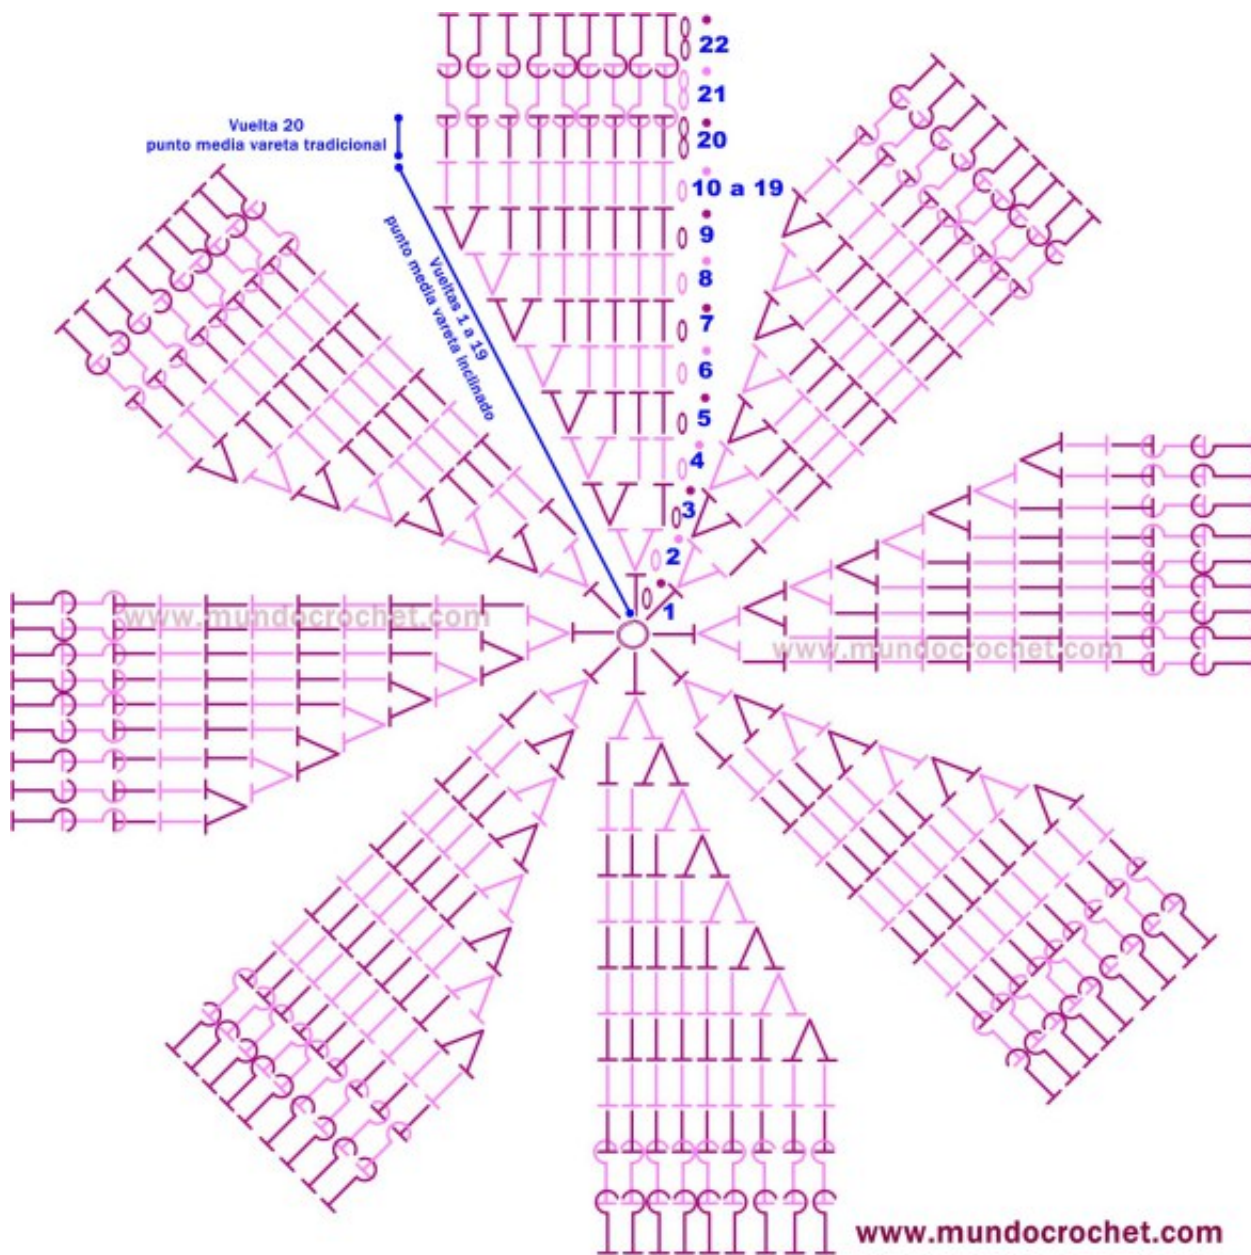 22
21
Vuelta 20
punto media vareta tradicional
20
10 a 19
9
8
Vueltas 1 a 19
punto media vareta inclinado
7
6
5
4
3
2
1
www.mundocrochet.com
www.mundocrochet.com
www.mundocrochet.com